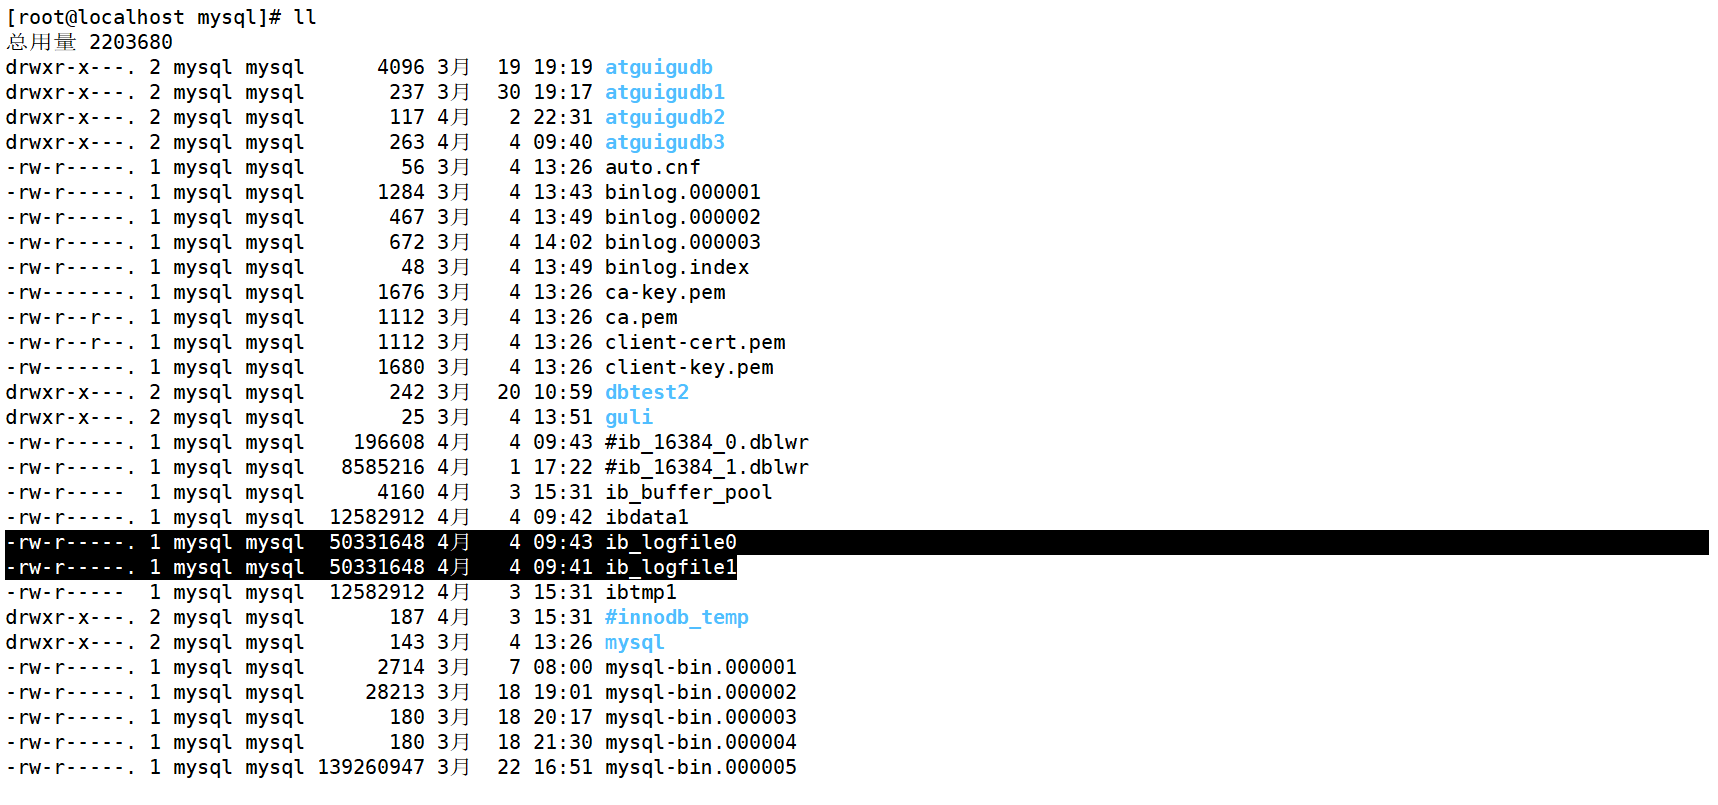 [root@localhost mysql]# ll
总用量 2203680
drwxr-x---. 2 mysql mysql      4096 3月  19 19:19 atguigudb
drwxr-x---. 2 mysql mysql       237 3月  30 19:17 atguigudb1
drwxr-x---. 2 mysql mysql       117 4月   2 22:31 atguigudb2
drwxr-x---. 2 mysql mysql       263 4月   4 09:40 atguigudb3
-rw-r-----. 1 mysql mysql        56 3月   4 13:26 auto.cnf
-rw-r-----. 1 mysql mysql      1284 3月   4 13:43 binlog.000001
-rw-r-----. 1 mysql mysql       467 3月   4 13:49 binlog.000002
-rw-r-----. 1 mysql mysql       672 3月   4 14:02 binlog.000003
-rw-r-----. 1 mysql mysql        48 3月   4 13:49 binlog.index
-rw-------. 1 mysql mysql      1676 3月   4 13:26 ca-key.pem
-rw-r--r--. 1 mysql mysql      1112 3月   4 13:26 ca.pem
-rw-r--r--. 1 mysql mysql      1112 3月   4 13:26 client-cert.pem
-rw-------. 1 mysql mysql      1680 3月   4 13:26 client-key.pem
drwxr-x---. 2 mysql mysql       242 3月  20 10:59 dbtest2
drwxr-x---. 2 mysql mysql        25 3月   4 13:51 guli
-rw-r-----. 1 mysql mysql    196608 4月   4 09:43 #ib_16384_0.dblwr
-rw-r-----. 1 mysql mysql   8585216 4月   1 17:22 #ib_16384_1.dblwr
-rw-r-----  1 mysql mysql      4160 4月   3 15:31 ib_buffer_pool
-rw-r-----. 1 mysql mysql  12582912 4月   4 09:42 ibdata1
-rw-r-----. 1 mysql mysql  50331648 4月   4 09:43 ib_logfile0
-rw-r-----. 1 mysql mysql  50331648 4月   4 09:41 ib_logfile1
-rw-r-----  1 mysql mysql  12582912 4月   3 15:31 ibtmp1
drwxr-x---. 2 mysql mysql       187 4月   3 15:31 #innodb_temp
drwxr-x---. 2 mysql mysql       143 3月   4 13:26 mysql
-rw-r-----. 1 mysql mysql      2714 3月   7 08:00 mysql-bin.000001
-rw-r-----. 1 mysql mysql     28213 3月  18 19:01 mysql-bin.000002
-rw-r-----. 1 mysql mysql       180 3月  18 20:17 mysql-bin.000003
-rw-r-----. 1 mysql mysql       180 3月  18 21:30 mysql-bin.000004
-rw-r-----. 1 mysql mysql 139260947 3月  22 16:51 mysql-bin.000005